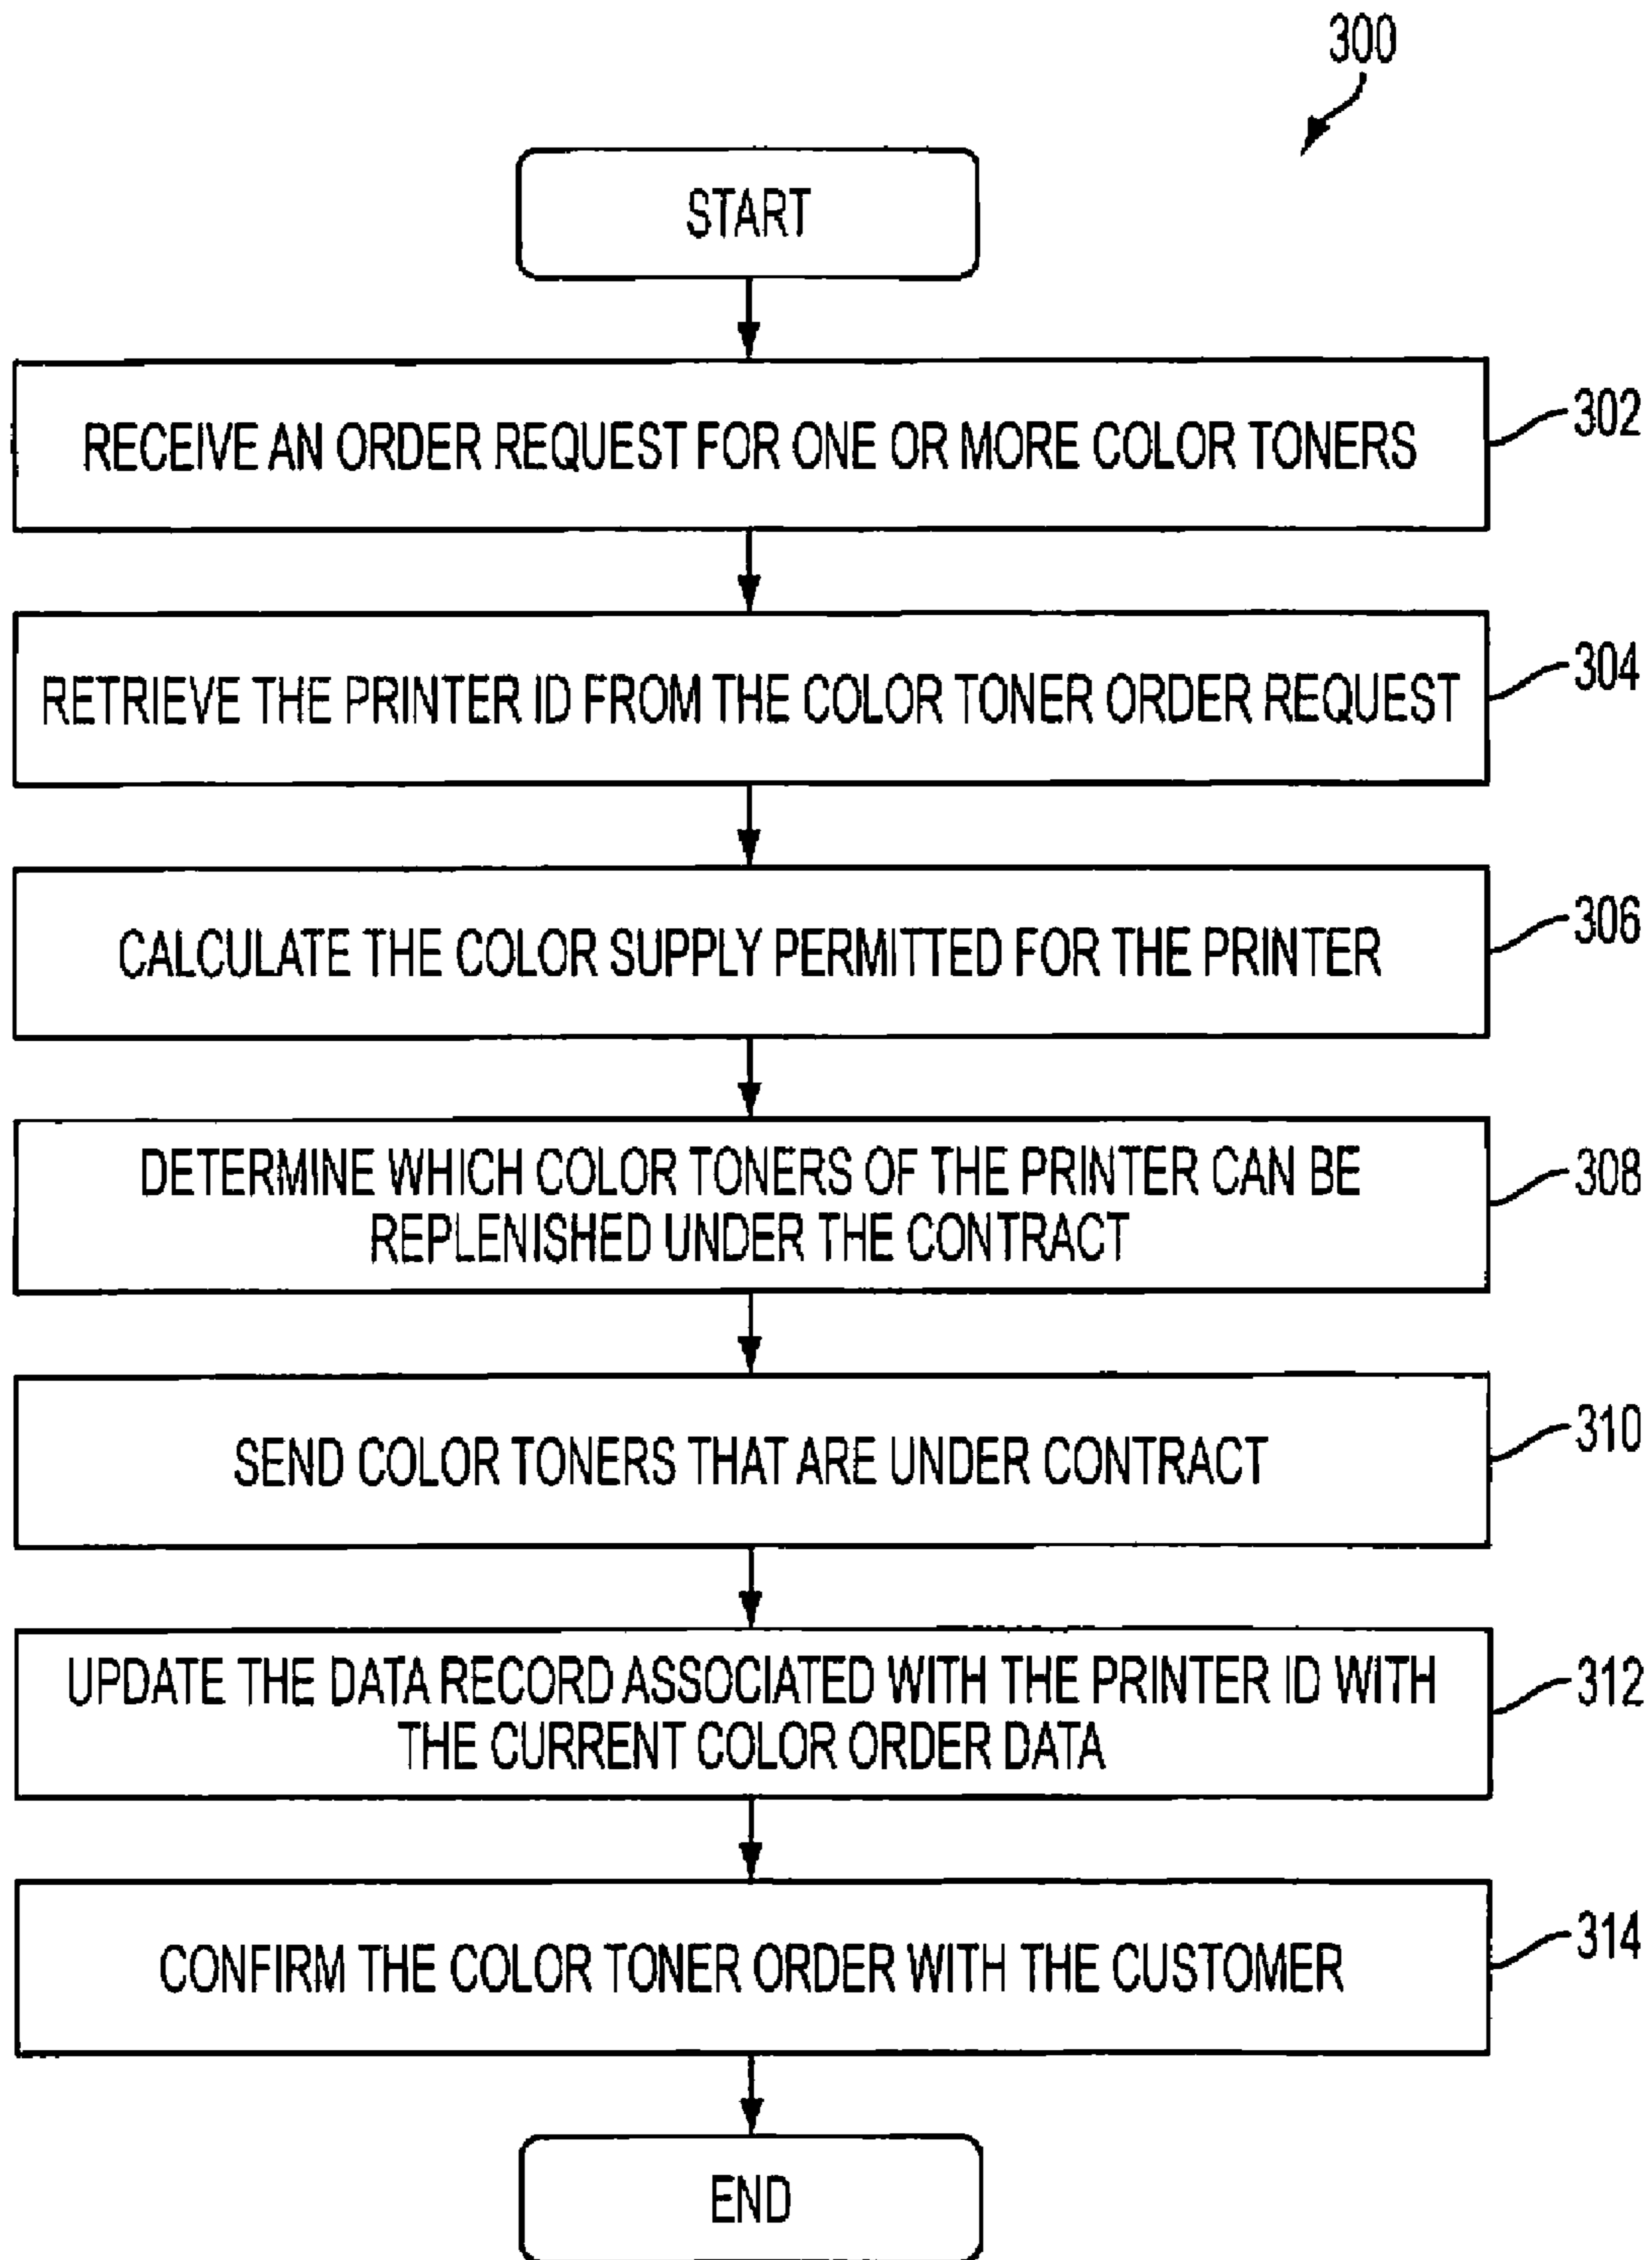 300
START
RECEIVE AN ORDER REQUEST FOR ONE OR MORE COLOR TONERS
302
RETRIEVE THE PRINTER ID FROM THE COLOR TONER ORDER REQUEST
304
CALCULATE THE COLOR SUPPLY PERMITTED FOR THE PRINTER
306
DETERMINE WHICH COLOR TONERS OF THE PRINTER CAN BE
REPLENISHED UNDER THE CONTRACT
308
SEND COLOR TONERS THAT ARE UNDER CONTRACT
310
UPDATE THE DATA RECORD ASSOCIATED WITH THE PRINTER ID WITH
THE CURRENT COLOR ORDER DATA
312
CONFIRM THE COLOR TONER ORDER WITH THE CUSTOMER
314
END